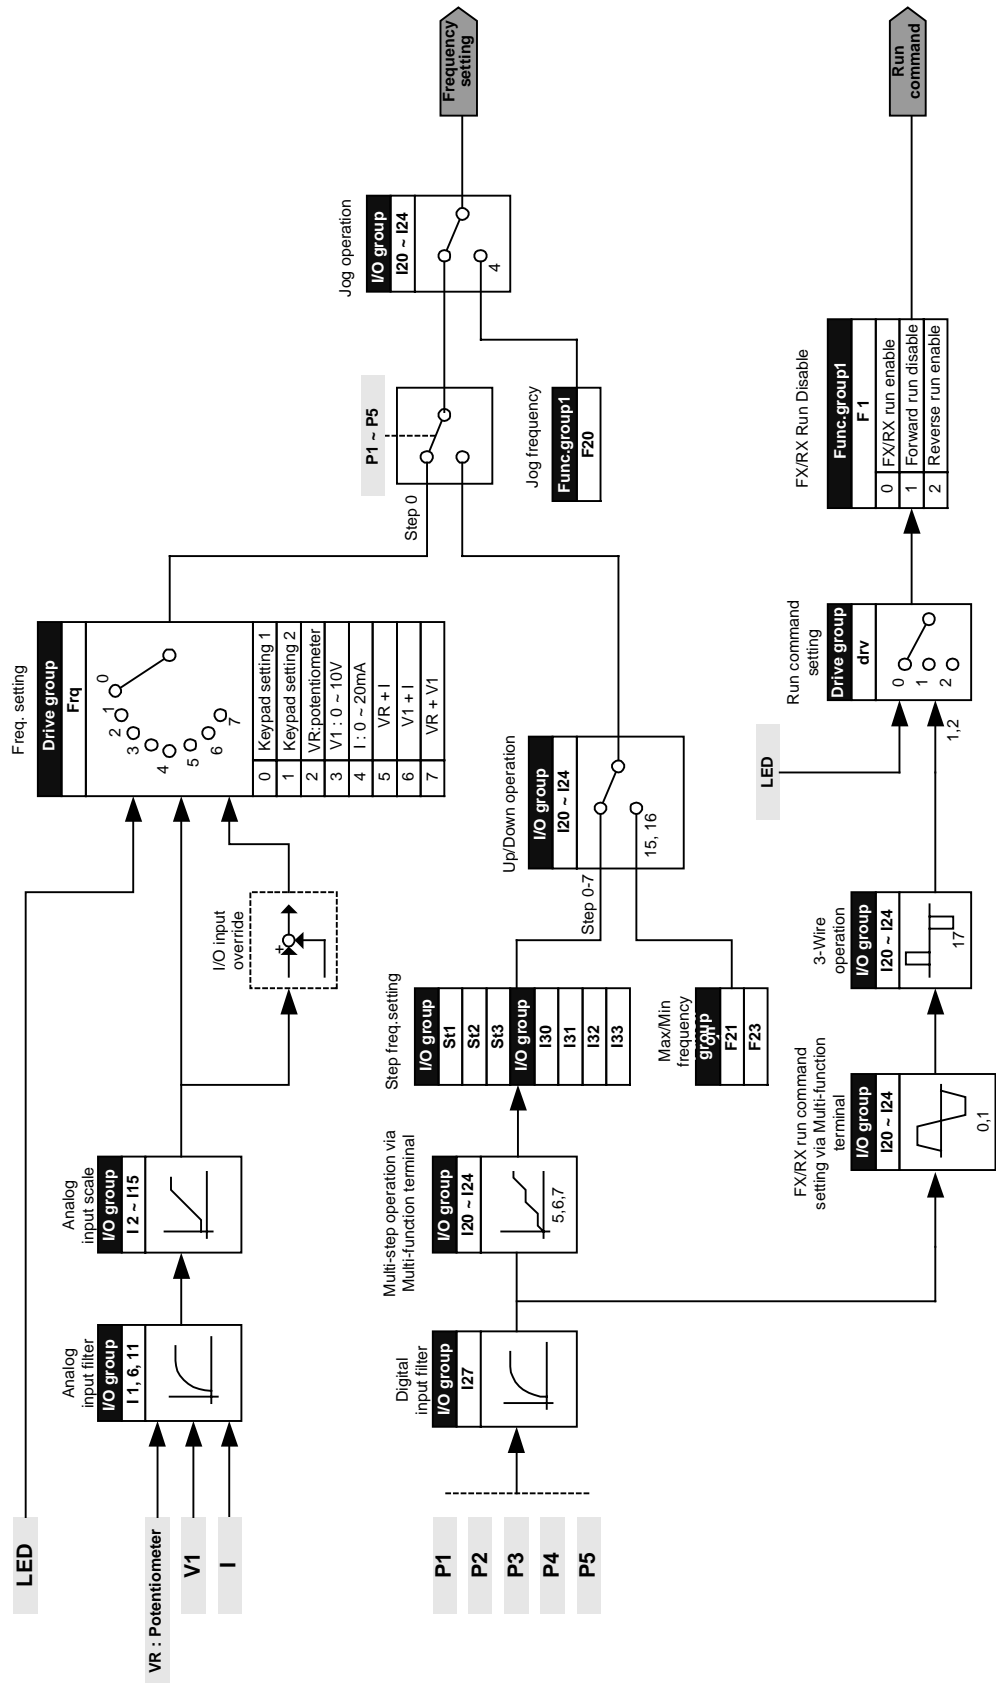 LED
VR : Potentiometer
V1
I
Analog
input filter
I/O group
I 1, 6, 11
Analog
input scale
I/O group
I 2 ~ I15
I/O input
override
+
Freq. setting
Drive group
Frq
0
1
2
3
4
5
6
7
0 Keypad setting 1
1 Keypad setting 2
2 VR:potentiometer
3 V1 : 0 ~ 10V
4 I : 0 ~ 20mA
5 VR + I
6 V1 + I
7 VR + V1
Step 0
P1 ~ P5
Jog operation
I/O group
I20 ~ I24
4
Jog frequency
Func.group1
F20
Frequency
setting
P1
P2
P3
P4
P5
Digital
input filter
I/O group
I27
Multi-step operation via
Multi-function terminal
I/O group
I20 ~ I24
5,6,7
Step freq.setting
I/O group
St1
St2
St3
I/O group
I30
I31
I32
I33
Max/Min
frequency
group
F21
F23
Step 0-7
Up/Down operation
I/O group
I20 ~ I24
15, 16
FX/RX run command
setting via Multi-function
terminal
I/O group
I20 ~ I24
0,1
3-Wire
operation
I/O group
I20 ~ I24
17
LED
1,2
Run command
setting
Drive group
drv
0
1
2
FX/RX Run Disable
Func.group1
F 1
0 FX/RX run enable
1 Forward run disable
2 Reverse run enable
Run
command